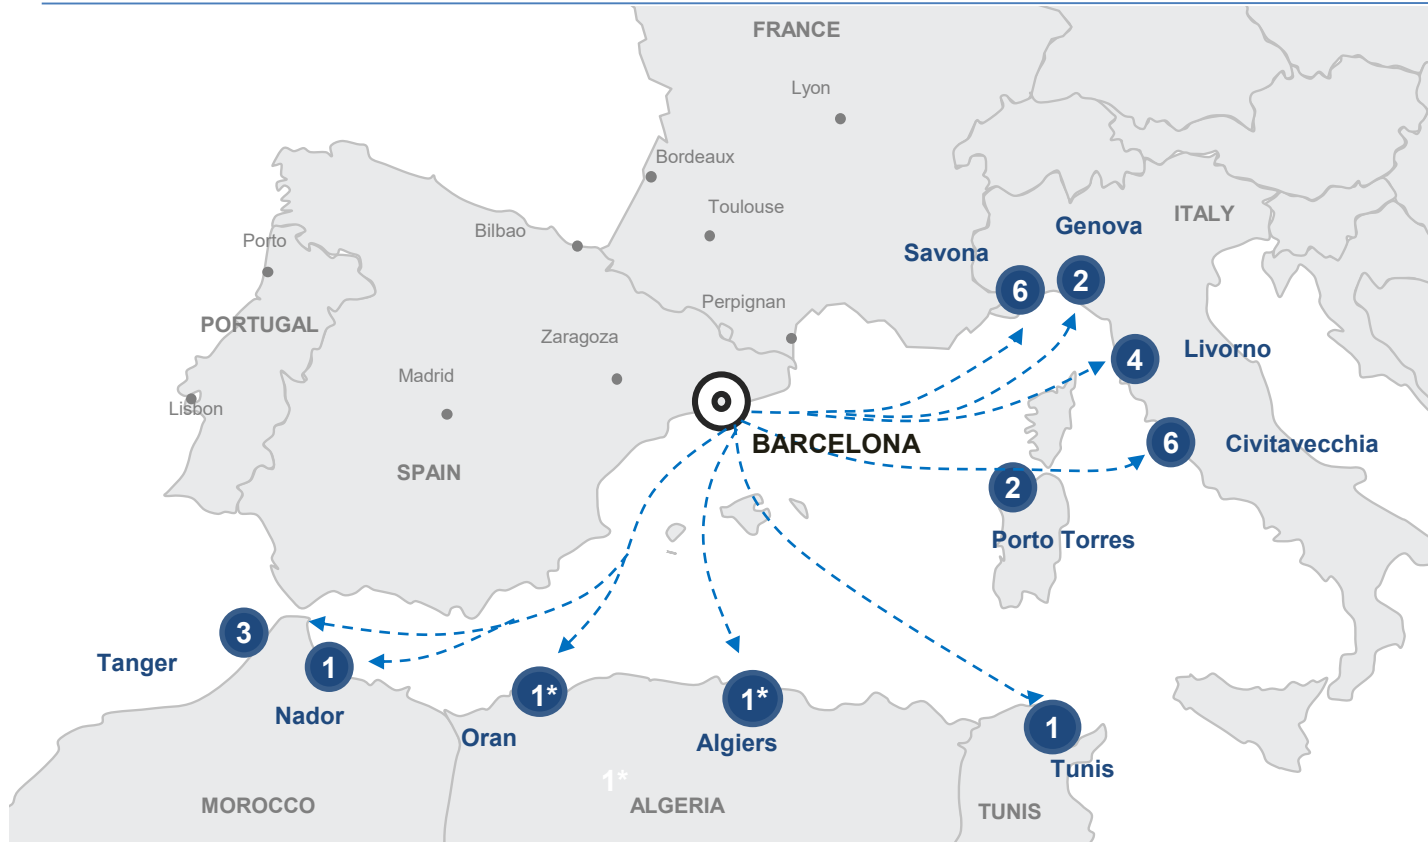 FRANCE
Lyon
Bordeaux
Toulouse
ITALY
Genova
Porto
Bilbao
Savona
6
2
Perpignan
PORTUGAL
Zaragoza
Livorno
4
Madrid
Lisbon
BARCELONA
Civitavecchia
6
SPAIN
2
Porto Torres
3
Tanger
1
Nador
1*
Oran
1*
Algiers
1
Tunis
1*
MOROCCO
ALGERIA
TUNIS